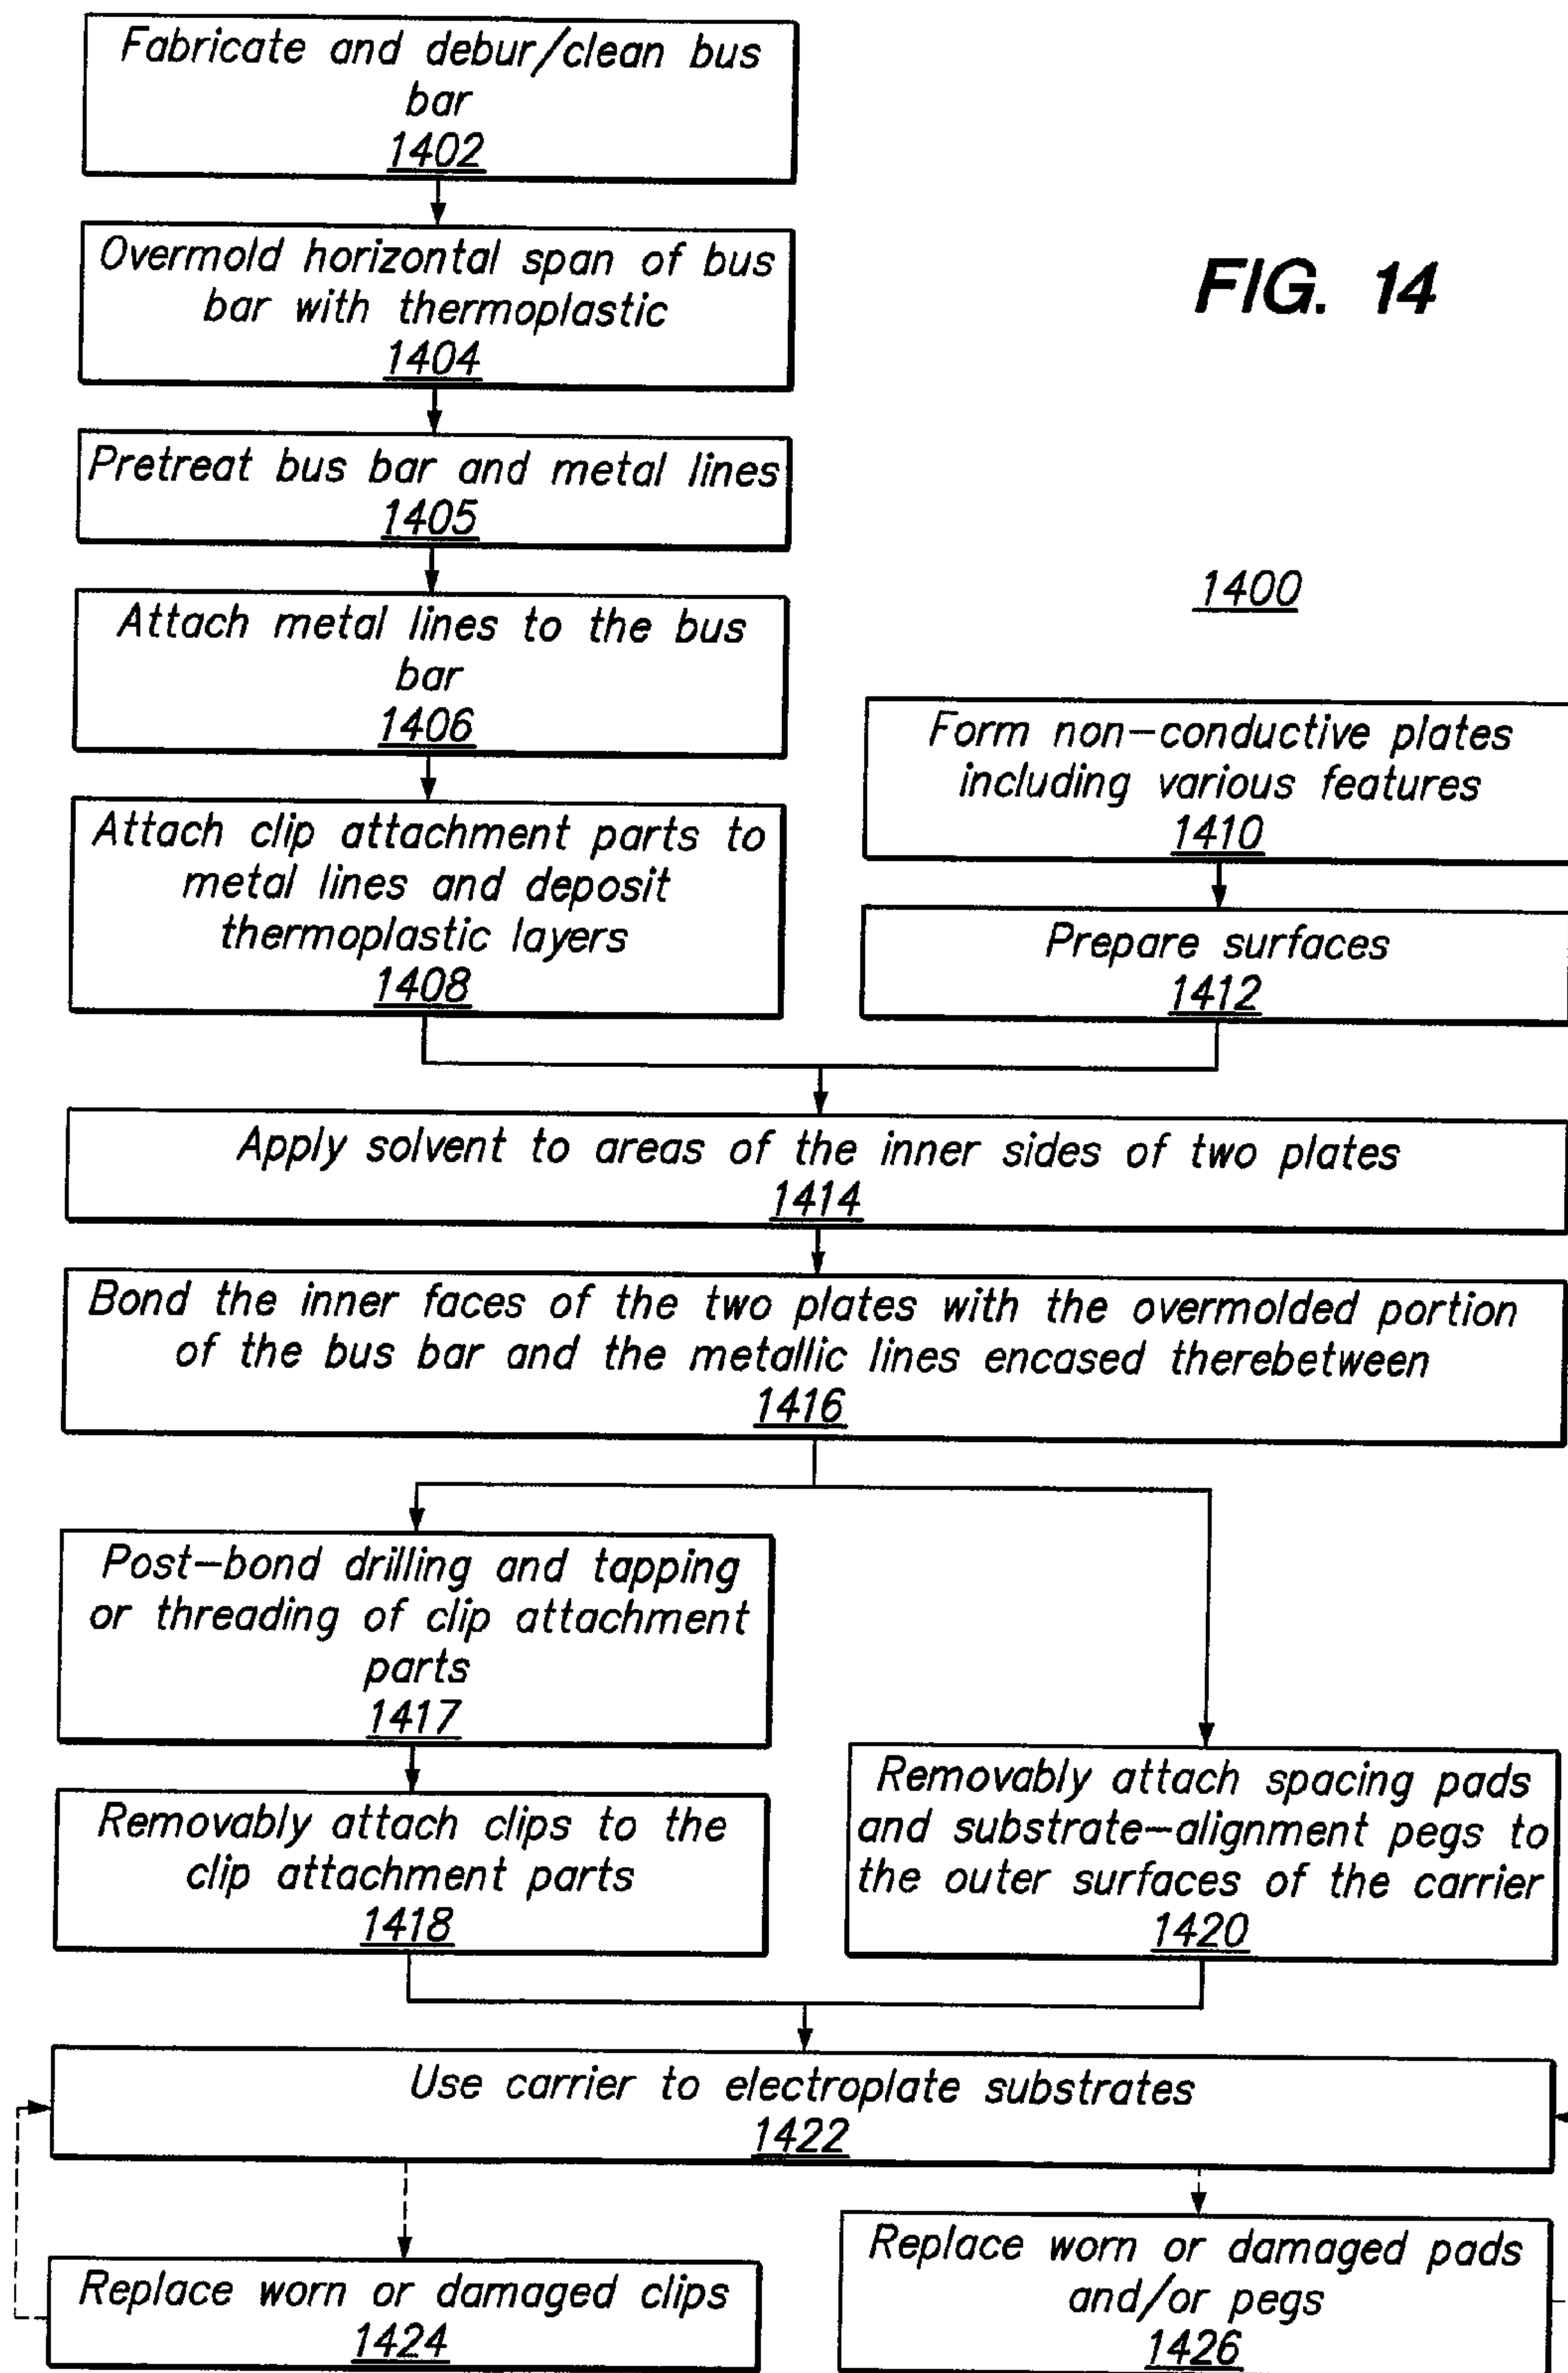 Fabricate and debur/clean bus
bar
1402
Overmold horizontal span of bus
bar with thermoplastic
1404
FIG. 14
Pretreat bus bar and metal lines
1405
1400
Attach metal lines to the bus
bar
1406
Attach clip attachment parts to
metal lines and deposit
thermoplastic layers
1408
Form non-conductive plates
including various features
1410
Prepare surfaces
1412
Apply solvent to areas of the inner sides of two plates
1414
Bond the inner faces of the two plates with the overmolded portion
of the bus bar and the metallic lines encased therebetween
1416
Post-bond drilling and tapping
or threading of clip attachment
parts
1417
Removably attach clips to the
clip attachment parts
1418
Removably attach spacing pads
and substrate-alignment pegs to
the outer surfaces of the carrier
1420
Use carrier to electroplate substrates
1422
Replace worn or damaged clips
1424
Replace worn or damaged pads
and/or pegs
1426